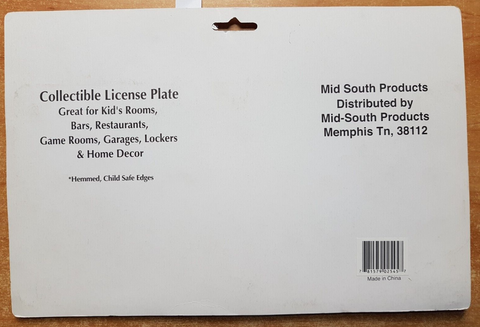 Collectible License Plate
Great for Kid's Rooms,
Bars, Restaurants,
Game Rooms, Garages, Lockers
& Home Decor
*Hemmed, Child Safe Edges
Mid South Products
Distributed by
Mid-South Products
Memphis Tn, 38112
Made in China